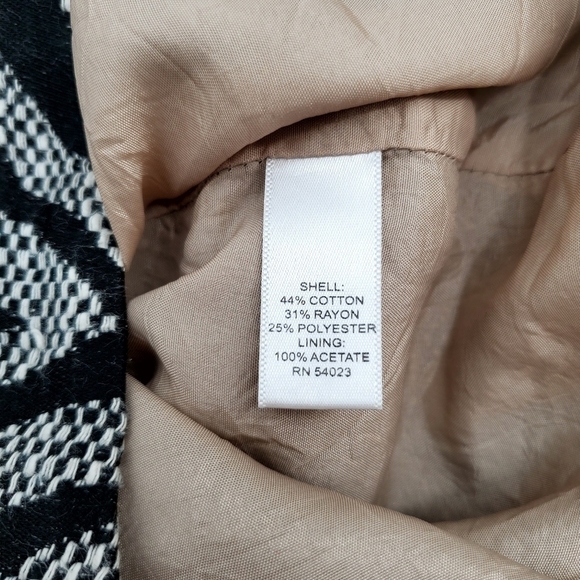 SHELL:
44% COTTON
31% RAYON
25% POLYESTER
LINING:
100% ACETATE
RN 54023